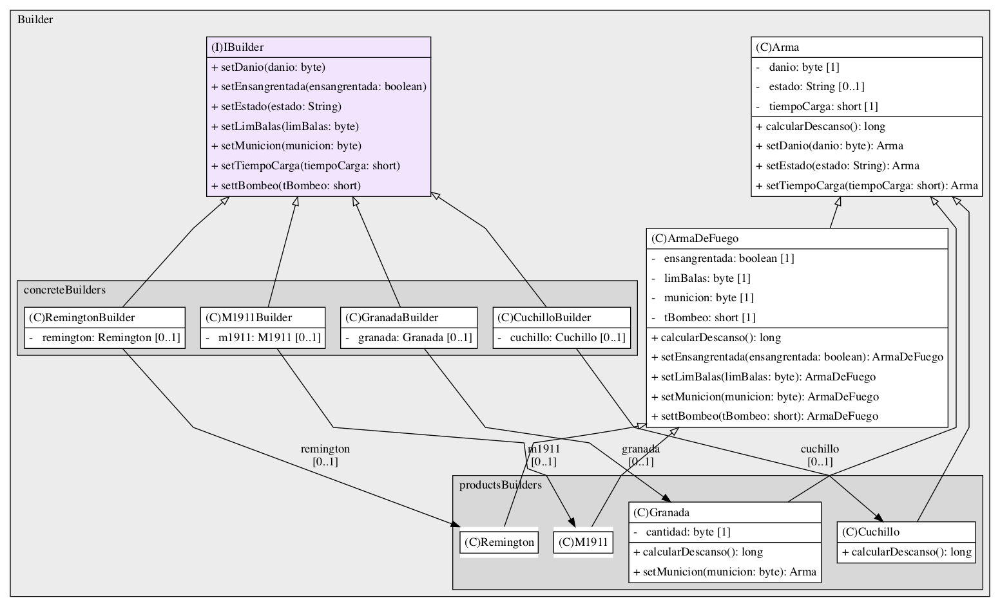 Builder
(I)IBuilder
+ setDanio(danio: byte)
+ setEnsangrentada(ensangrentada: boolean)
+ setEstado(estado: String)
+ setLimBalas(limBalas: byte)
+ setMunicion(municion: byte)
+ setTiempoCarga(tiempoCarga: short)
+ settBombeo(tBombeo: short)
(C)Arma
- danio: byte [1]
- estado: String [0..1]
- tiempoCarga: short [1]
+ calcularDescanso(): long
+ setDanio(danio: byte): Arma
+ setEstado(estado: String): Arma
+ setTiempoCarga(tiempoCarga: short): Arma
(C)ArmaDeFuego
- ensangrentada: boolean [1]
- limBalas: byte [1]
- municion: byte [1]
- tBombeo: short [1]
+ calcularDescanso(): long
+ setEnsangrentada(ensangrentada: boolean): ArmaDeFuego
+ setLimBalas(limBalas: byte): ArmaDeFuego
+ setMunicion(municion: byte): ArmaDeFuego
+ settBombeo(tBombeo: short): ArmaDeFuego
concreteBuilders
(C)RemingtonBuilder
- remington: Remington [0..1]
(C)M1911Builder
- m1911: M1911 [0..1]
(C)GranadaBuilder
- granada: Granada [0..1]
(C)CuchilloBuilder
- cuchillo: Cuchillo [0..1]
remington
[0..1]
m1911
[0..1]
granada
[0..1]
cuchillo
[0..1]
productsBuilders
(C)Remington
(C)M1911
(C)Granada
- cantidad: byte [1]
+ calcularDescanso(): long
+ setMunicion(municion: byte): Arma
(C)Cuchillo
+ calcularDescanso(): long